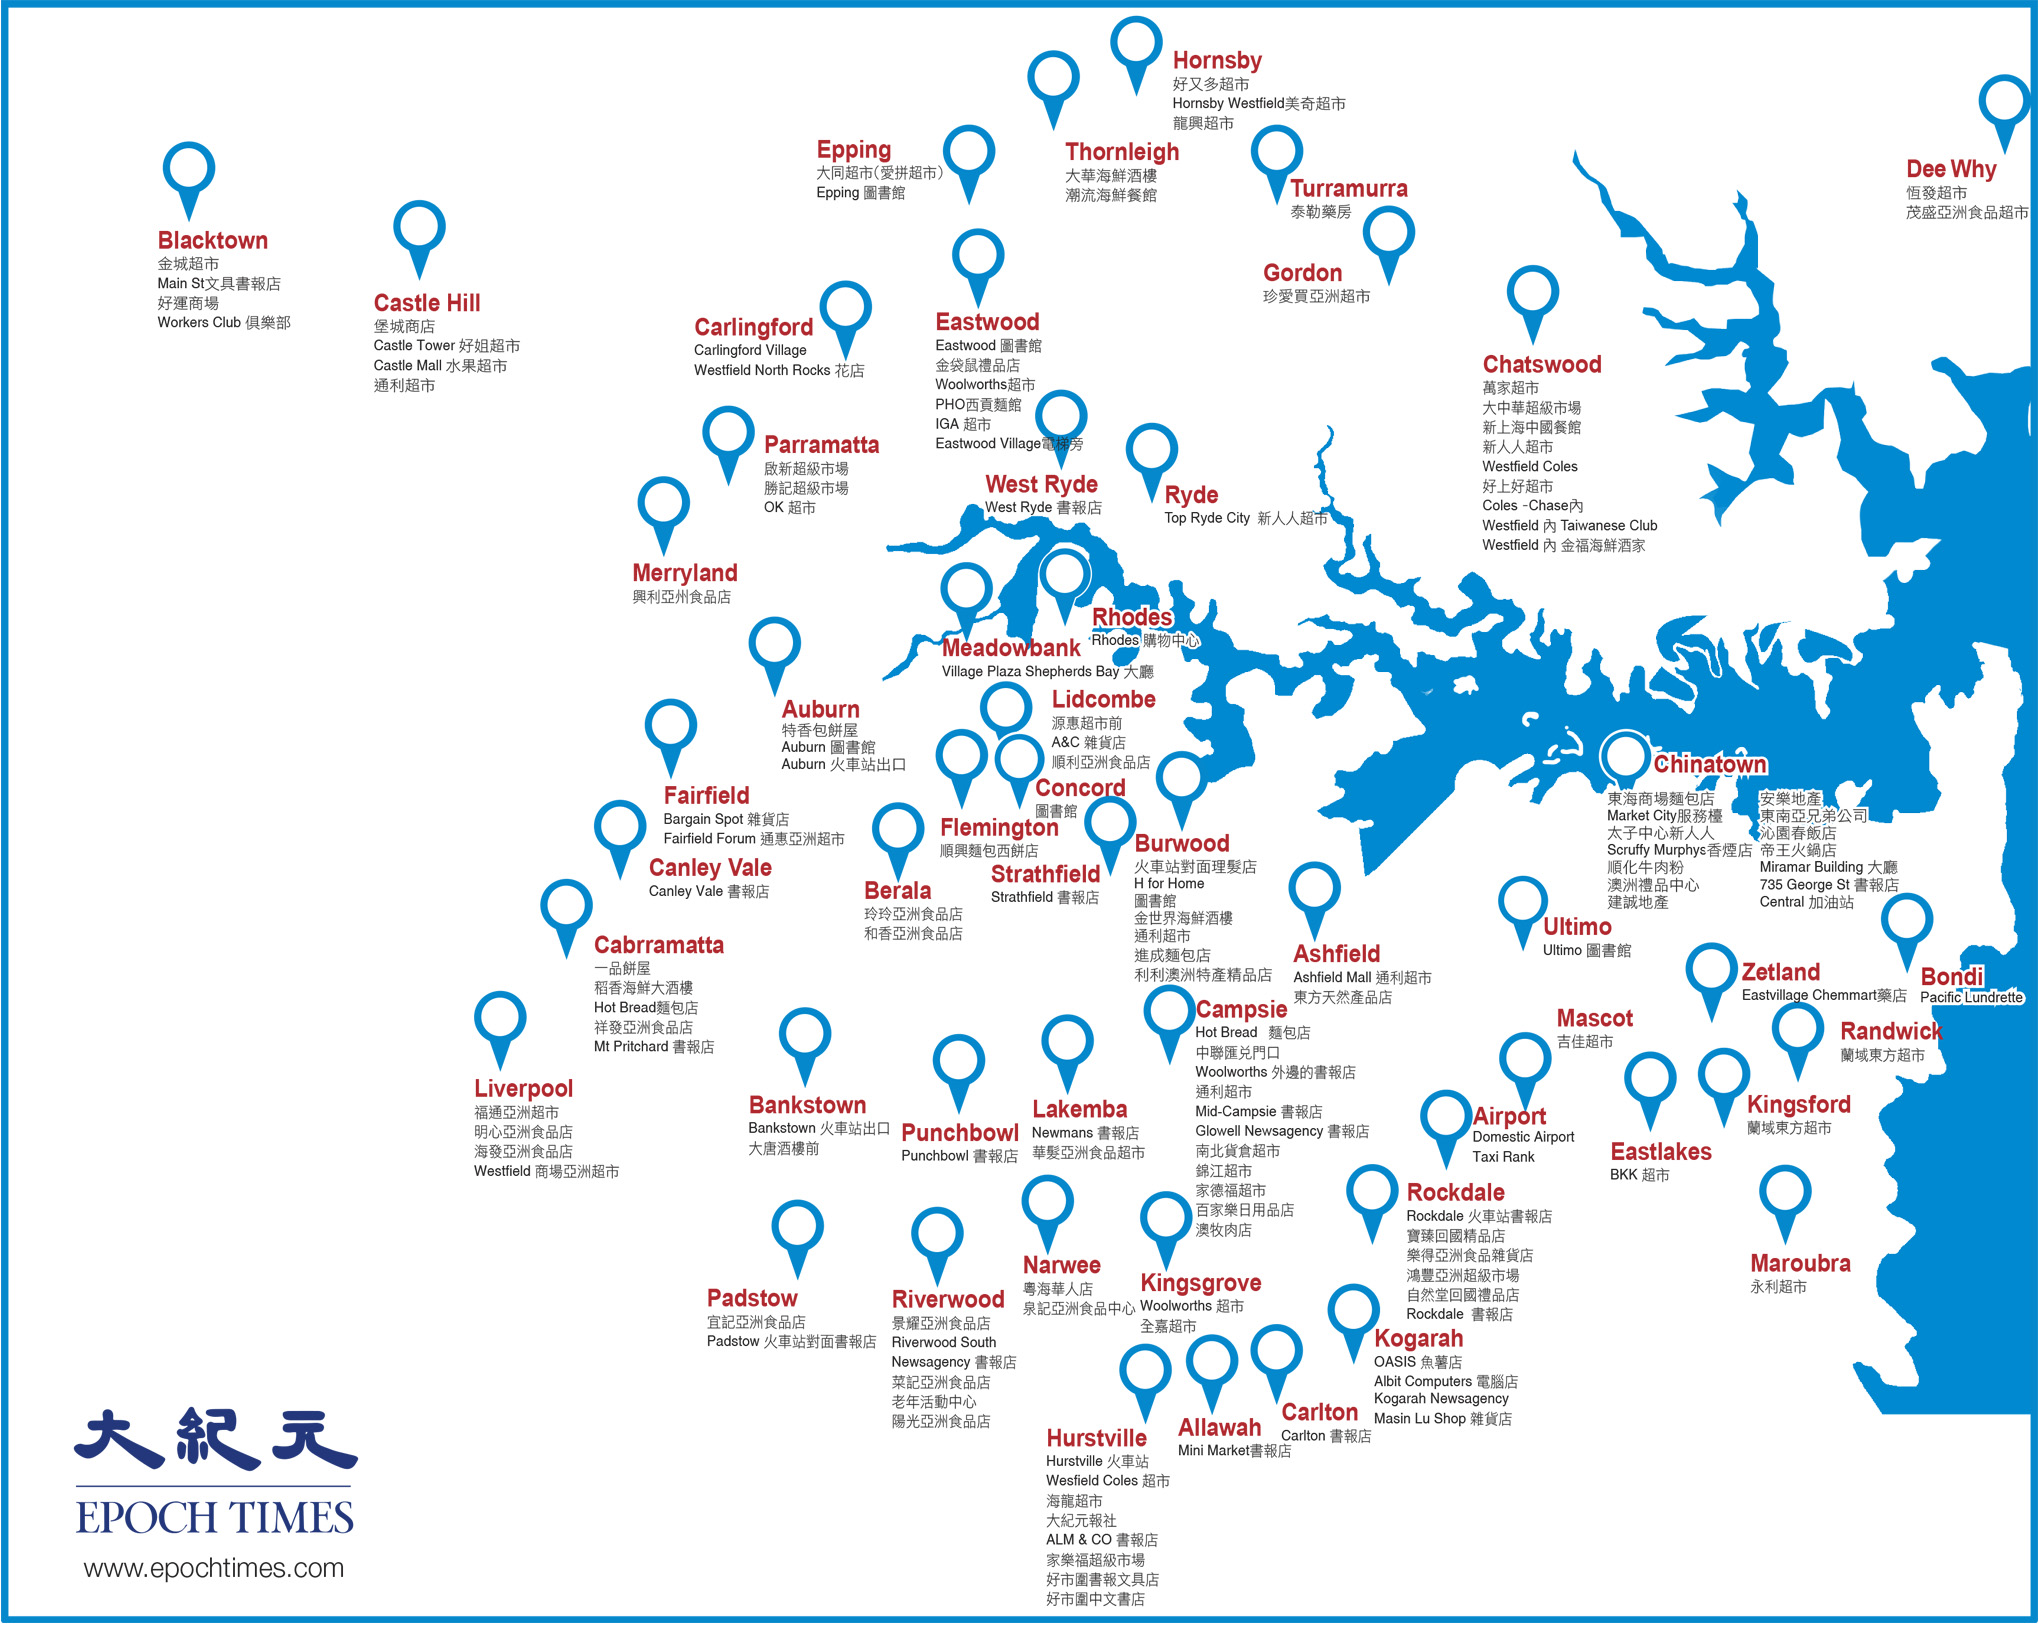 Hornsby
好又多超市
Hornsby Westfield美奇超市
龍興超市
Thornleigh
大華海鮮酒樓
潮流海鮮餐館
Epping
大同超市(愛拼超市)
Epping 圖書館
Turramurra
泰勒藥房
Dee Why
恆發超市
茂盛亞洲食品超市
Blacktown
金城超市
Main St文具書報店
好運商場
Workers Club 俱樂部
Castle Hill
堡城商店
Castle Tower 好姐超市
Castle Mall 水果超市
通利超市
Gordon
珍愛買亞洲超市
Carlingford
Carlingford Village
Westfield North Rocks 花店
Eastwood
Eastwood 圖書館
金袋鼠禮品店
Woolworths超市
PHO西貢麵館
IGA 超市
Eastwood Village電梯旁
Chatswood
萬家超市
大中華超級市場
新上海中國餐館
新人人超市
Westfield Coles
好上好超市
Coles -Chase內
Westfield 內 Taiwanese Club
Westfield 內 金福海鮮酒家
Parramatta
啟新超級市場
勝記超級市場
OK 超市
West Ryde
West Ryde 書報店
Ryde
Top Ryde City 新人人超市
Merryland
興利亞州食品店
Rhodes
Rhodes 購物中心
Meadowbank
Village Plaza Shepherds Bay 大廳
Auburn
特香包餅屋
Auburn 圖書館
Auburn 火車站出口
Lidcombe
源惠超市前
A&C 雜貨店
順利亞洲食品店
Concord
圖書館
Fairfield
Bargain Spot 雜貨店
Fairfield Forum 通惠亞洲超市
Flemington
順興麵包西餅店
Chinatown
東海商場麵包店
Market City服務檯
太子中心新人人
Scruffy Murphys香煙店
順化牛肉粉
澳洲禮品中心
建誠地產
安樂地產
東南亞兄弟公司
沁園春飯店
帝王火鍋店
Miramar Building 大廳
735 George St 書報店
Central 加油站
Canley Vale
Canley Vale 書報店
Berala
玲玲亞洲食品店
和香亞洲食品店
Strathfield
Strathfield 書報店
Burwood
火車站對面理髮店
H for Home
圖書館
金世界海鮮酒樓
通利超市
進成麵包店
利利澳洲特產精品店
Ashfield
Ashfield Mall 通利超市
東方天然產品店
Ultimo
Ultimo 圖書館
Cabrramatta
一品餅屋
稻香海鮮大酒樓
Hot Bread麵包店
祥發亞洲食品店
Mt Pritchard 書報店
Zetland
Eastvillage Chemmart藥店
Bondi
Pacific Lundrette
Campsie
Hot Bread 麵包店
中聯匯兌門口
Woolworths 外邊的書報店
通利超市
Mid-Campsie 書報店
Glowell Newsagency 書報店
南北貨倉超市
錦江超市
家德福超市
百家樂日用品店
澳牧肉店
Mascot
吉佳超市
Randwick
蘭域東方超市
Liverpool
福通亞洲超市
明心亞洲食品店
海發亞洲食品店
Westfield 商場亞洲超市
Bankstown
Bankstown 火車站出口
大唐酒樓前
Punchbowl
Punchbowl 書報店
Lakemba
Newmans 書報店
華髮亞洲食品超市
Airport
Domestic Airport
Taxi Rank
Kingsford
蘭域東方超市
Eastlakes
BKK 超市
Rockdale
Rockdale 火車站書報店
寶臻回國精品店
樂得亞洲食品雜貨店
鴻豐亞洲超級市場
自然堂回國禮品店
Rockdale 書報店
Maroubra
永利超市
Narwee
粵海華人店
泉記亞洲食品中心
Kingsgrove
Woolworths 超市
全嘉超市
Padstow
宜記亞洲食品店
Padstow 火車站對面書報店
Riverwood
景耀亞洲食品店
Riverwood South
Newsagency 書報店
菜記亞洲食品店
老年活動中心
陽光亞洲食品店
Kogarah
OASIS 魚薯店
Albit Computers 電腦店
Kogarah Newsagency
Masin Lu Shop 雜貨店
Carlton
Carlton 書報店
Allawah
Mini Market書報店
Hurstville
Hurstville 火車站
Wesfield Coles 超市
海龍超市
大紀元報社
ALM & CO 書報店
家樂福超級市場
好市圍書報文具店
好市圍中文書店
大紀元
EPOCH TIMES
www.epochtimes.com